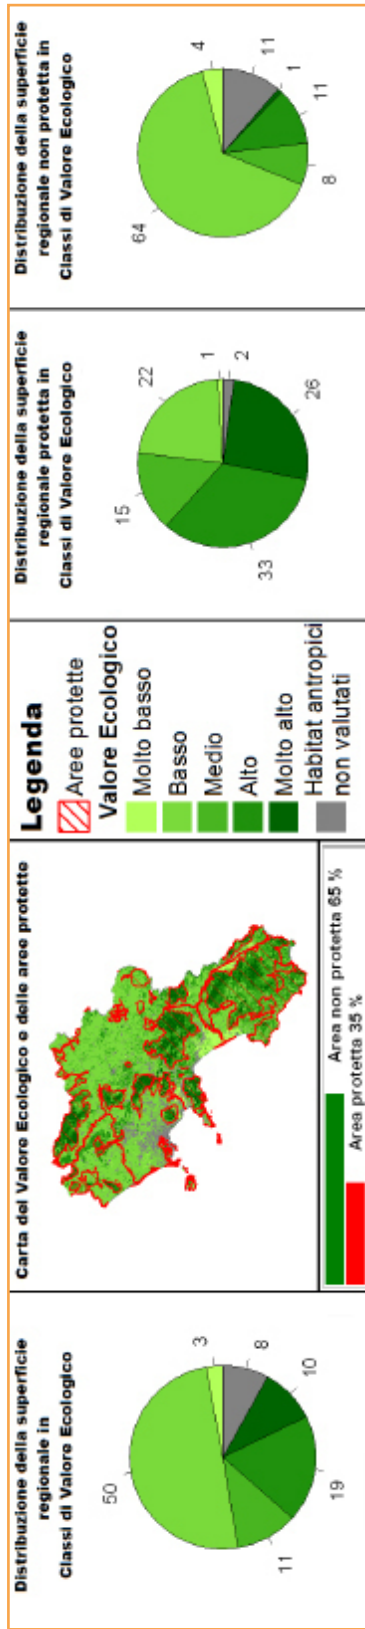 Distribuzione della superficie
regionale in
Classi di Valore Ecologico
50
3
8
10
19
11
Carta del Valore Ecologico e delle aree protette
Area non protetta 65 %
Area protetta 35 %
Legenda
Aree protette
Valore Ecologico
Molto basso
Basso
Medio
Alto
Molto alto
Habitat antropici
non valutati
Distribuzione della superficie
regionale protetta in
Classi di Valore Ecologico
22
1
2
15
26
33
Distribuzione della superficie
regionale non protetta in
Classi di Valore Ecologico
4
11
1
11
8
64